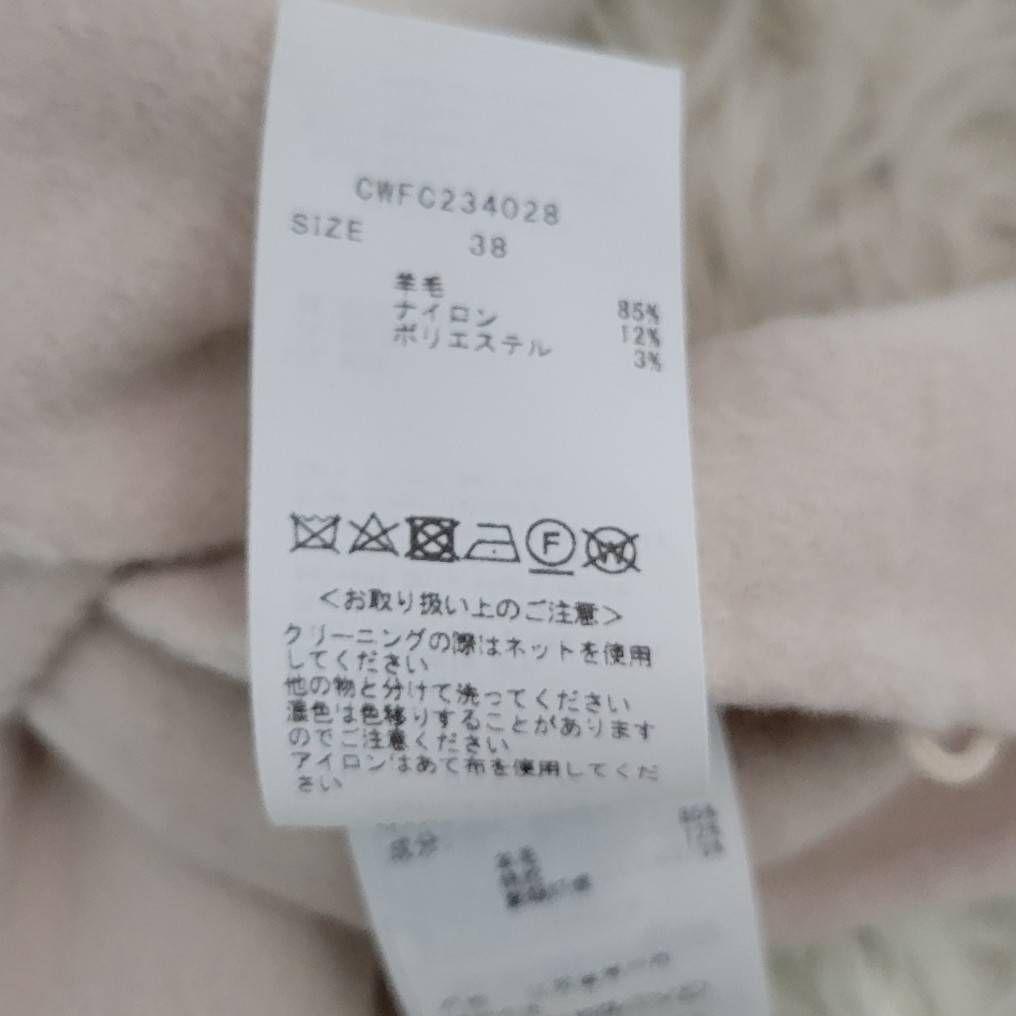 CWFC234028
SIZE 38
羊毛 85%
ナイロン 12%
ポリエステル 3%
F
W
<お取り扱い上のご注意>
クリーニングの際はネットを使用
してください
他の物と分けて洗ってください
濃色は色移りすることがあります
のでご注意ください
アイロンはあて布を使用してくだ
さい
成分
羊毛